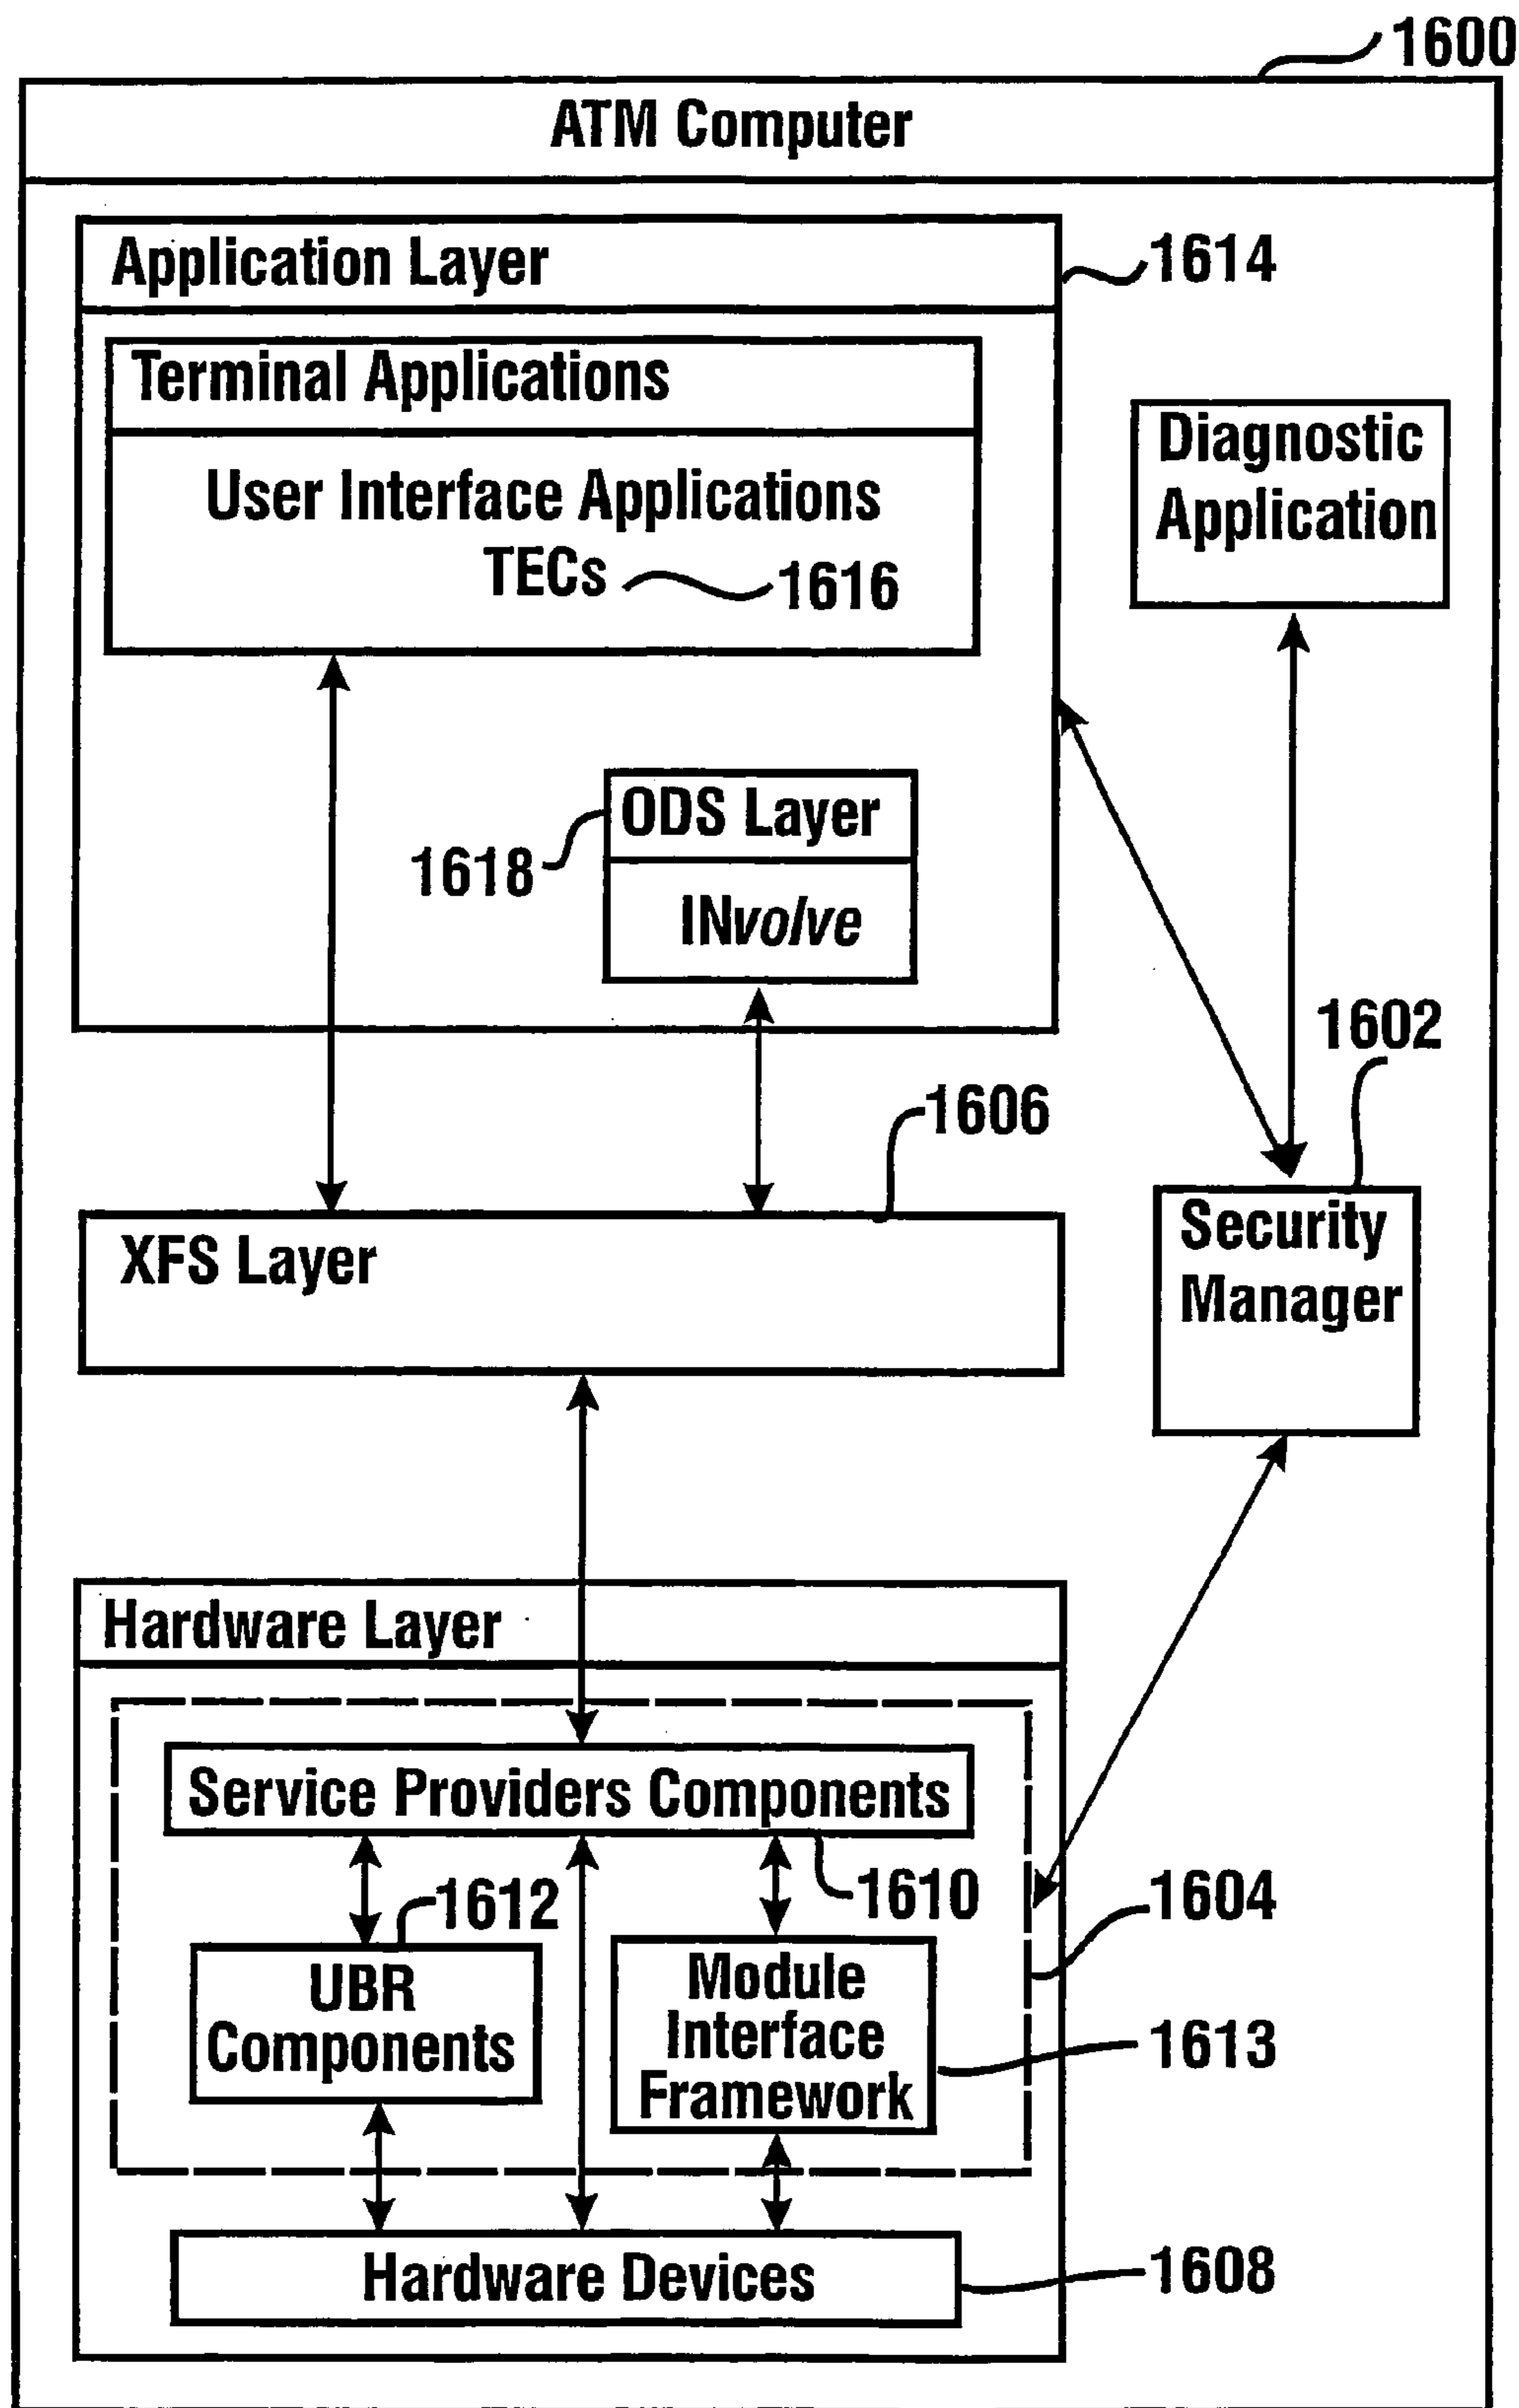 1600
ATM Computer
Application Layer
1614
Terminal Applications
User Interface Applications
TECs
1616
Diagnostic
Application
ODS Layer
1618
INvolve
1602
1606
XFS Layer
Security
Manager
Hardware Layer
Service Providers Components
1612
1610
1604
UBR
Components
Module
Interface
Framework
1613
Hardware Devices
1608